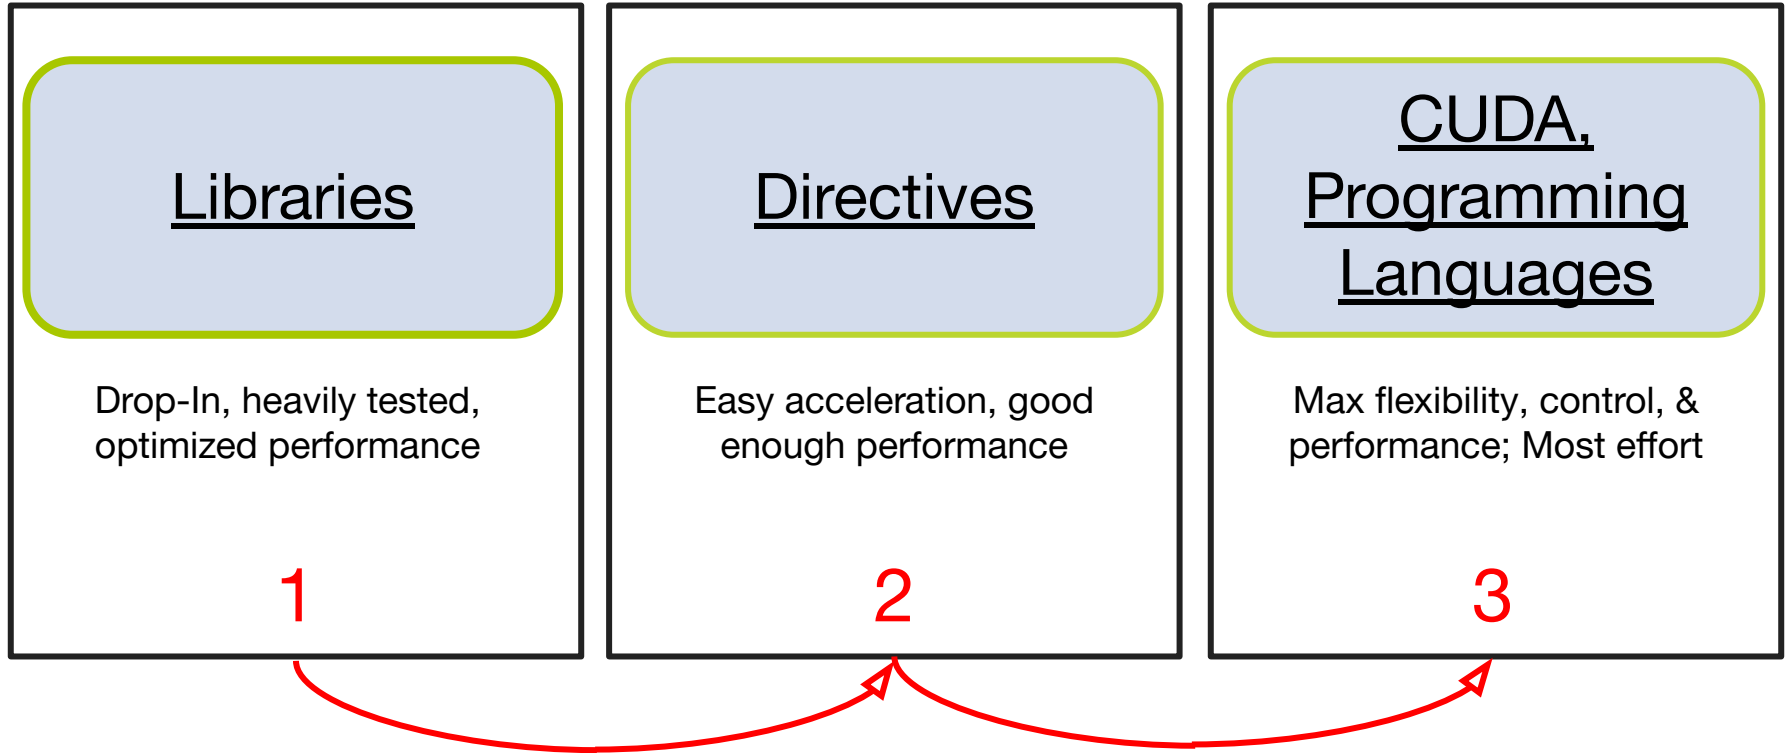 Libraries
Drop-In, heavily tested,
optimized performance
1
Directives
Easy acceleration, good
enough performance
2
CUDA,
Programming
Languages
Max flexibility, control, &
performance; Most effort
3